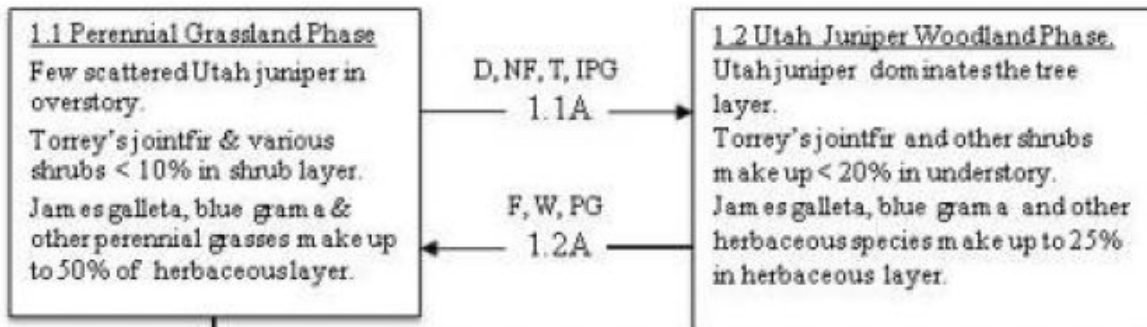 1.1 Perennial Grassland Phase
Few scattered Utah juniper in
overstory.
Torrey's jointfir & various
shrubs < 10% in shrub layer.
James galleta, blue grama &
other perennial grasses make up
to 50% of herbaceous layer.
D, NF, T, IPG
1.1A
F, W, PG
1.2A
1.2 Utah Juniper Woodland Phase.
Utah juniper dominates the tree
layer.
Torrey's jointfir and other shrubs
make up < 20% in understory.
James galleta, blue grama and other
herbaceous species make up to 25%
in herbaceous layer.